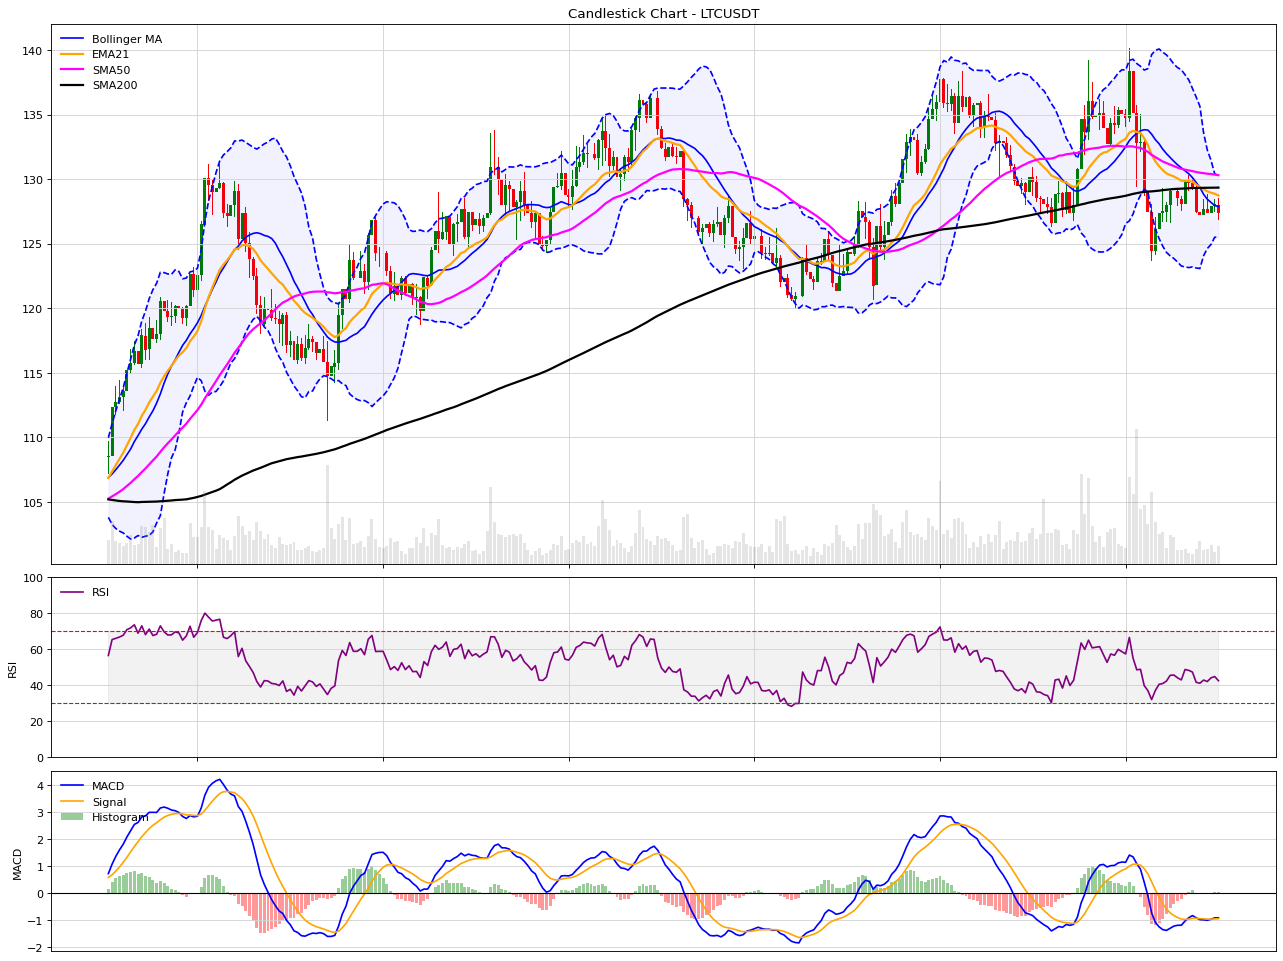 Candlestick Chart - LTCUSDT
Bollinger MA
EMA21
SMA50
SMA200
140
135
130
125
120
115
110
105
RSI
100
80
60
40
20
0
RSI
MACD
Signal
Histogram
4
3
2
1
0
−1
−2
MACD